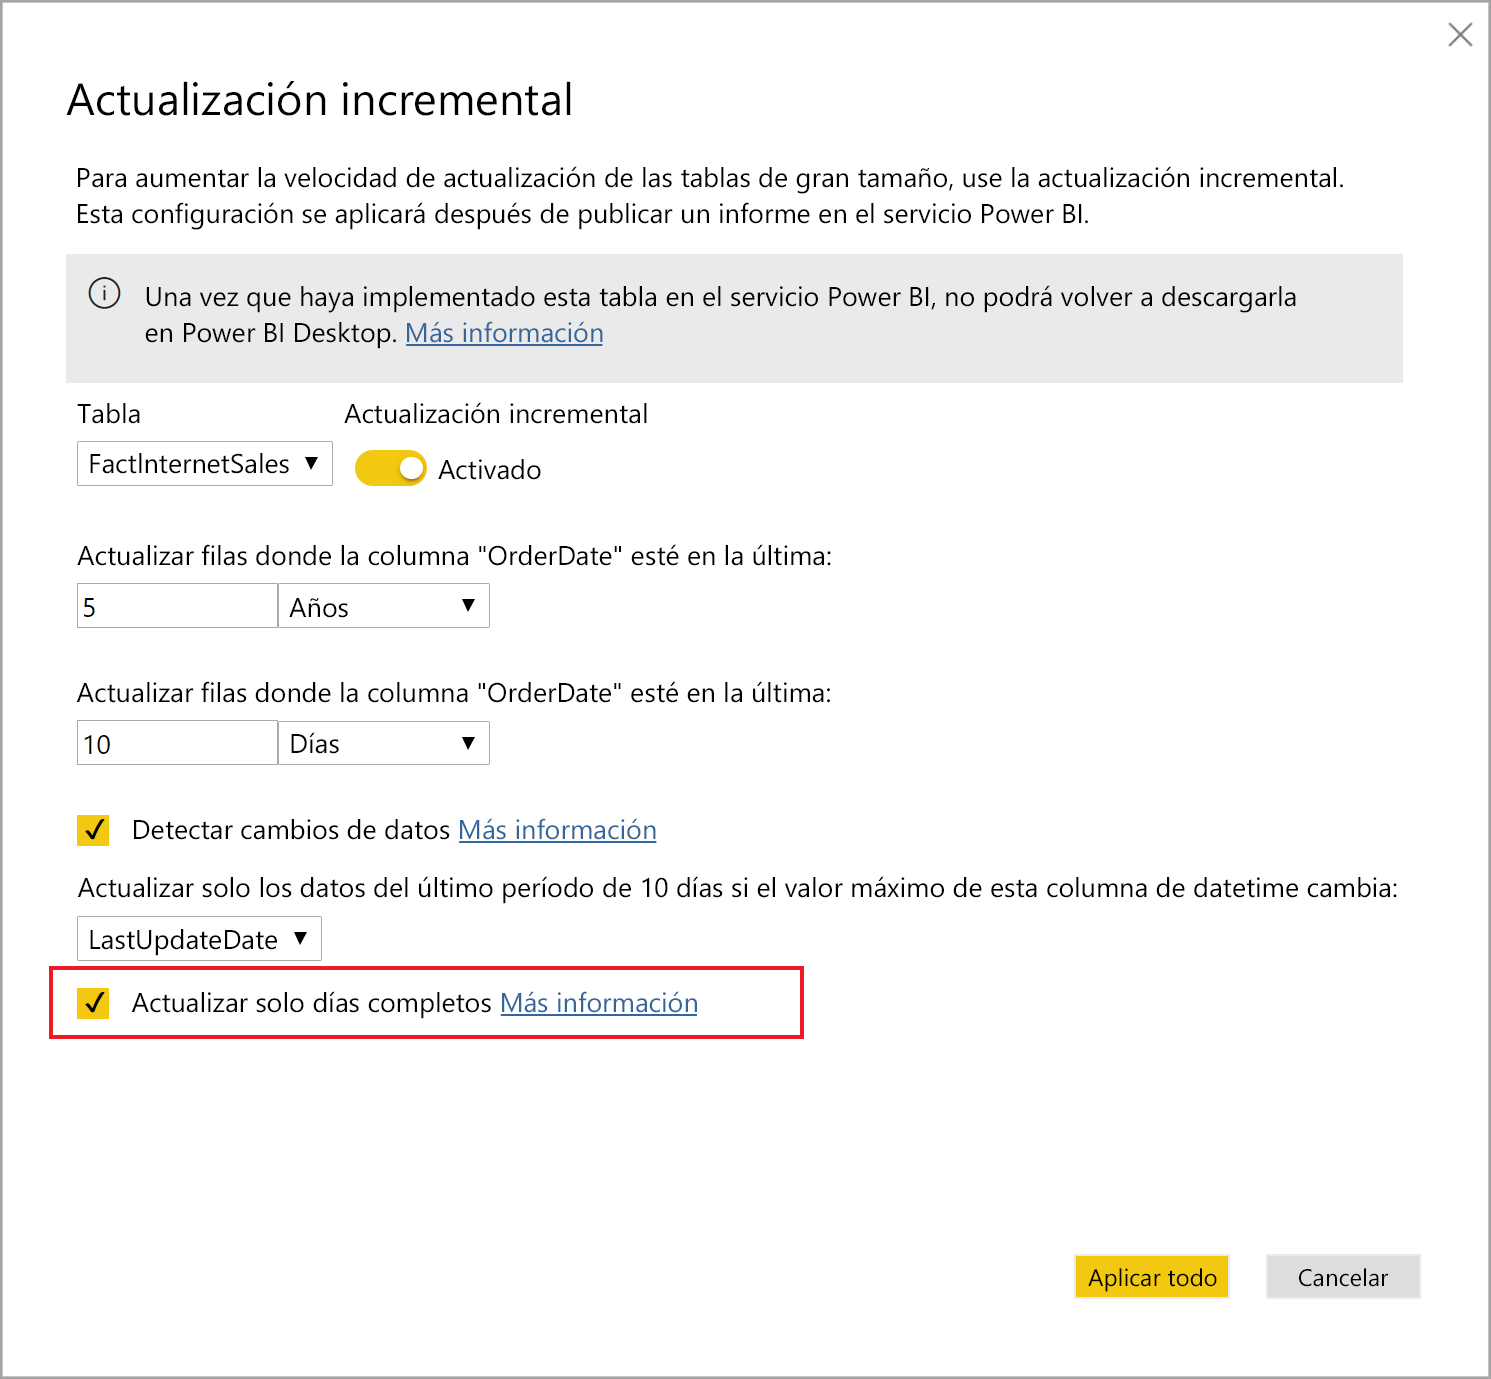 Actualización incremental
Para aumentar la velocidad de actualización de las tablas de gran tamaño, use la actualización incremental.
Esta configuración se aplicará después de publicar un informe en el servicio Power BI.
Una vez que haya implementado esta tabla en el servicio Power BI, no podrá volver a descargarla
en Power BI Desktop. Más información
Tabla Actualización incremental
FactInternetSales Activado
Actualizar filas donde la columna "OrderDate" esté en la última:
5 Años
Actualizar filas donde la columna "OrderDate" esté en la última:
10 Días
Detectar cambios de datos Más información
Actualizar solo los datos del último período de 10 días si el valor máximo de esta columna de datetime cambia:
LastUpdateDate
Actualizar solo días completos Más información
Aplicar todo Cancelar